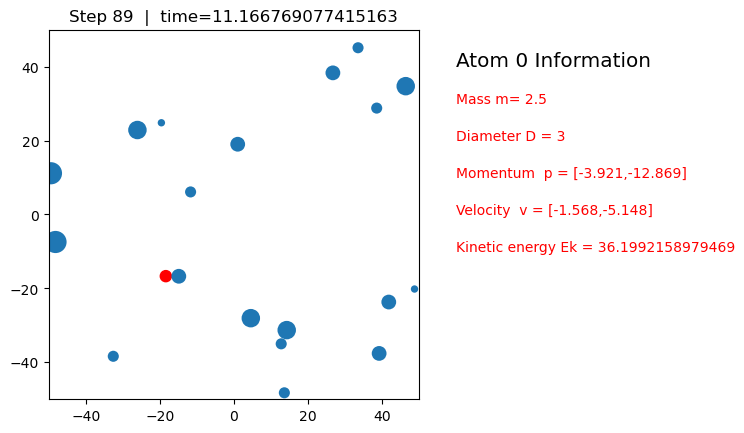 Step 89  |  time=11.166769077415163
Atom 0 Information
Mass m= 2.5
Diameter D = 3
Momentum  p = [-3.921,-12.869]
Velocity  v = [-1.568,-5.148]
Kinetic energy Ek = 36.1992158979469
40
20
0
−20
−40
−40 −20 0 20 40